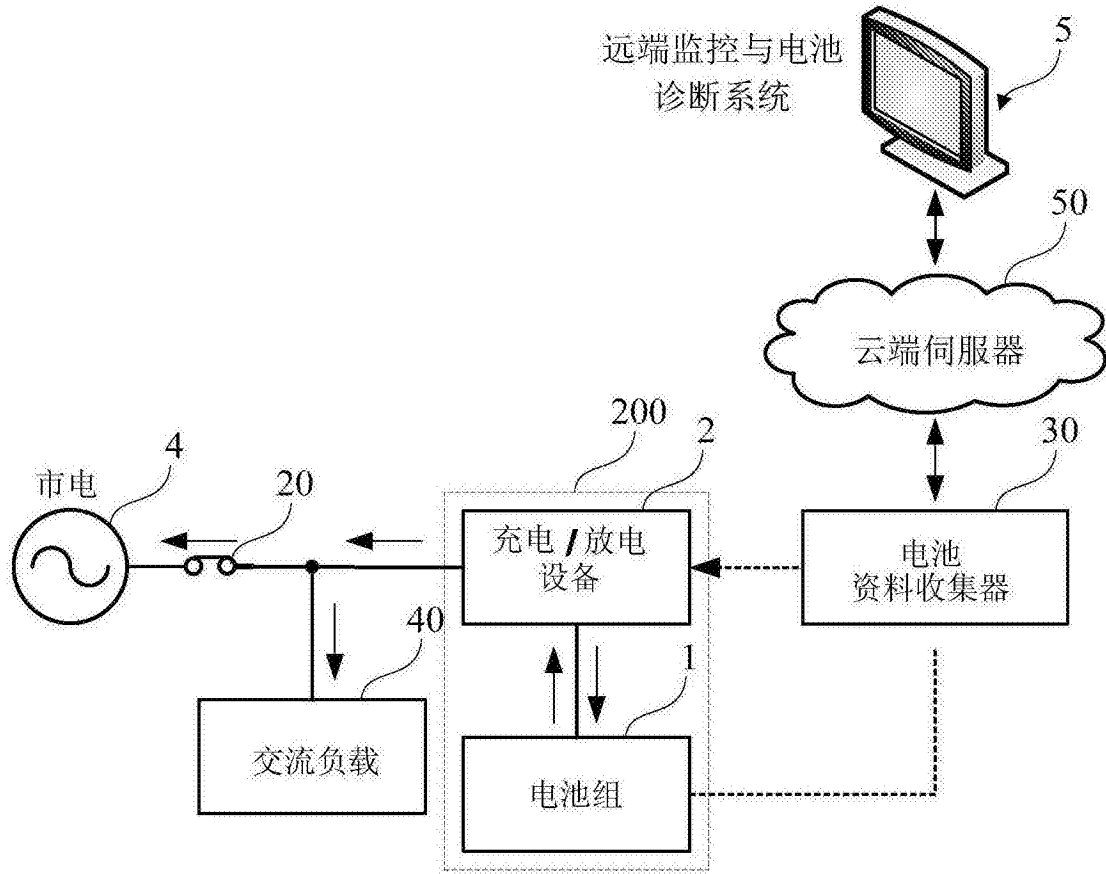 远端监控与电池
诊断系统
5
50
云端伺服器
200
2
30
市电
4
20
充电/放电
设备
电池
资料收集器
40
1
交流负载
电池组